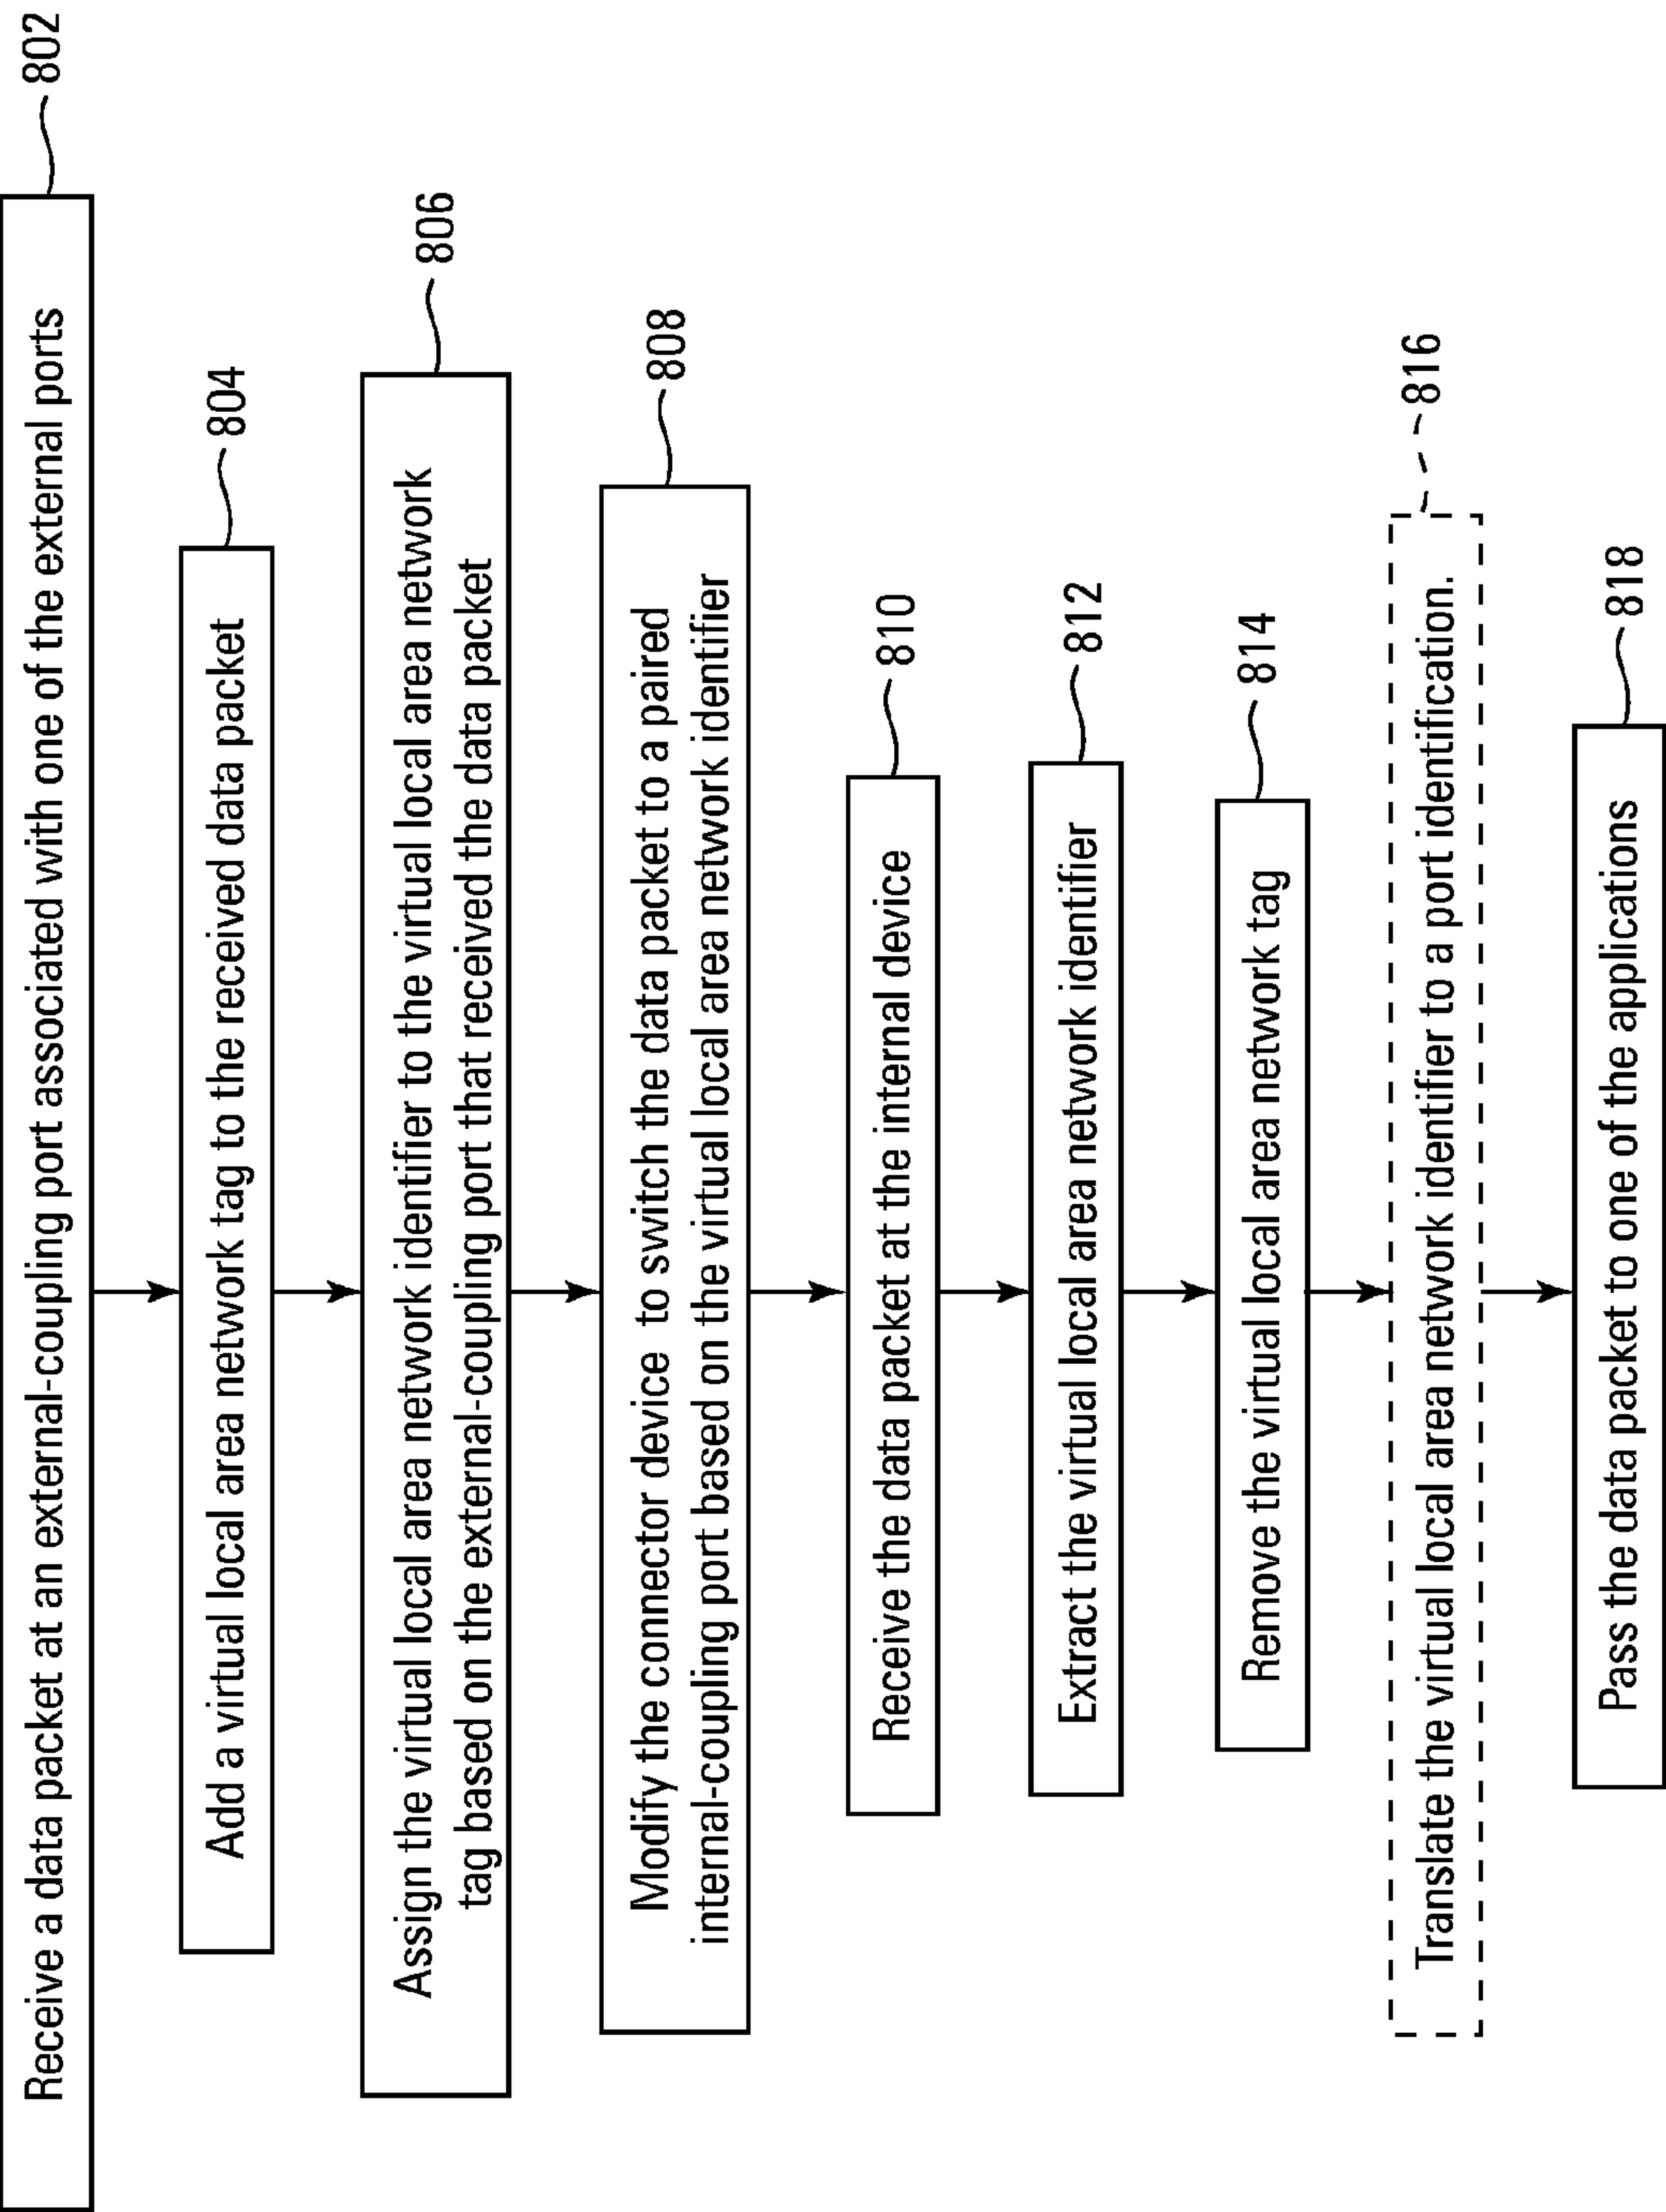 Receive a data packet at an external-coupling port associated with one of the external ports
802
Add a virtual local area network tag to the received data packet
804
Assign the virtual local area network identifier to the virtual local area network
tag based on the external-coupling port that received the data packet
806
Modify the connector device to switch the data packet to a paired
internal-coupling port based on the virtual local area network identifier
808
Receive the data packet at the internal device
810
Extract the virtual local area network identifier
812
Remove the virtual local area network tag
814
Translate the virtual local area network identifier to a port identification.
816
Pass the data packet to one of the applications
818